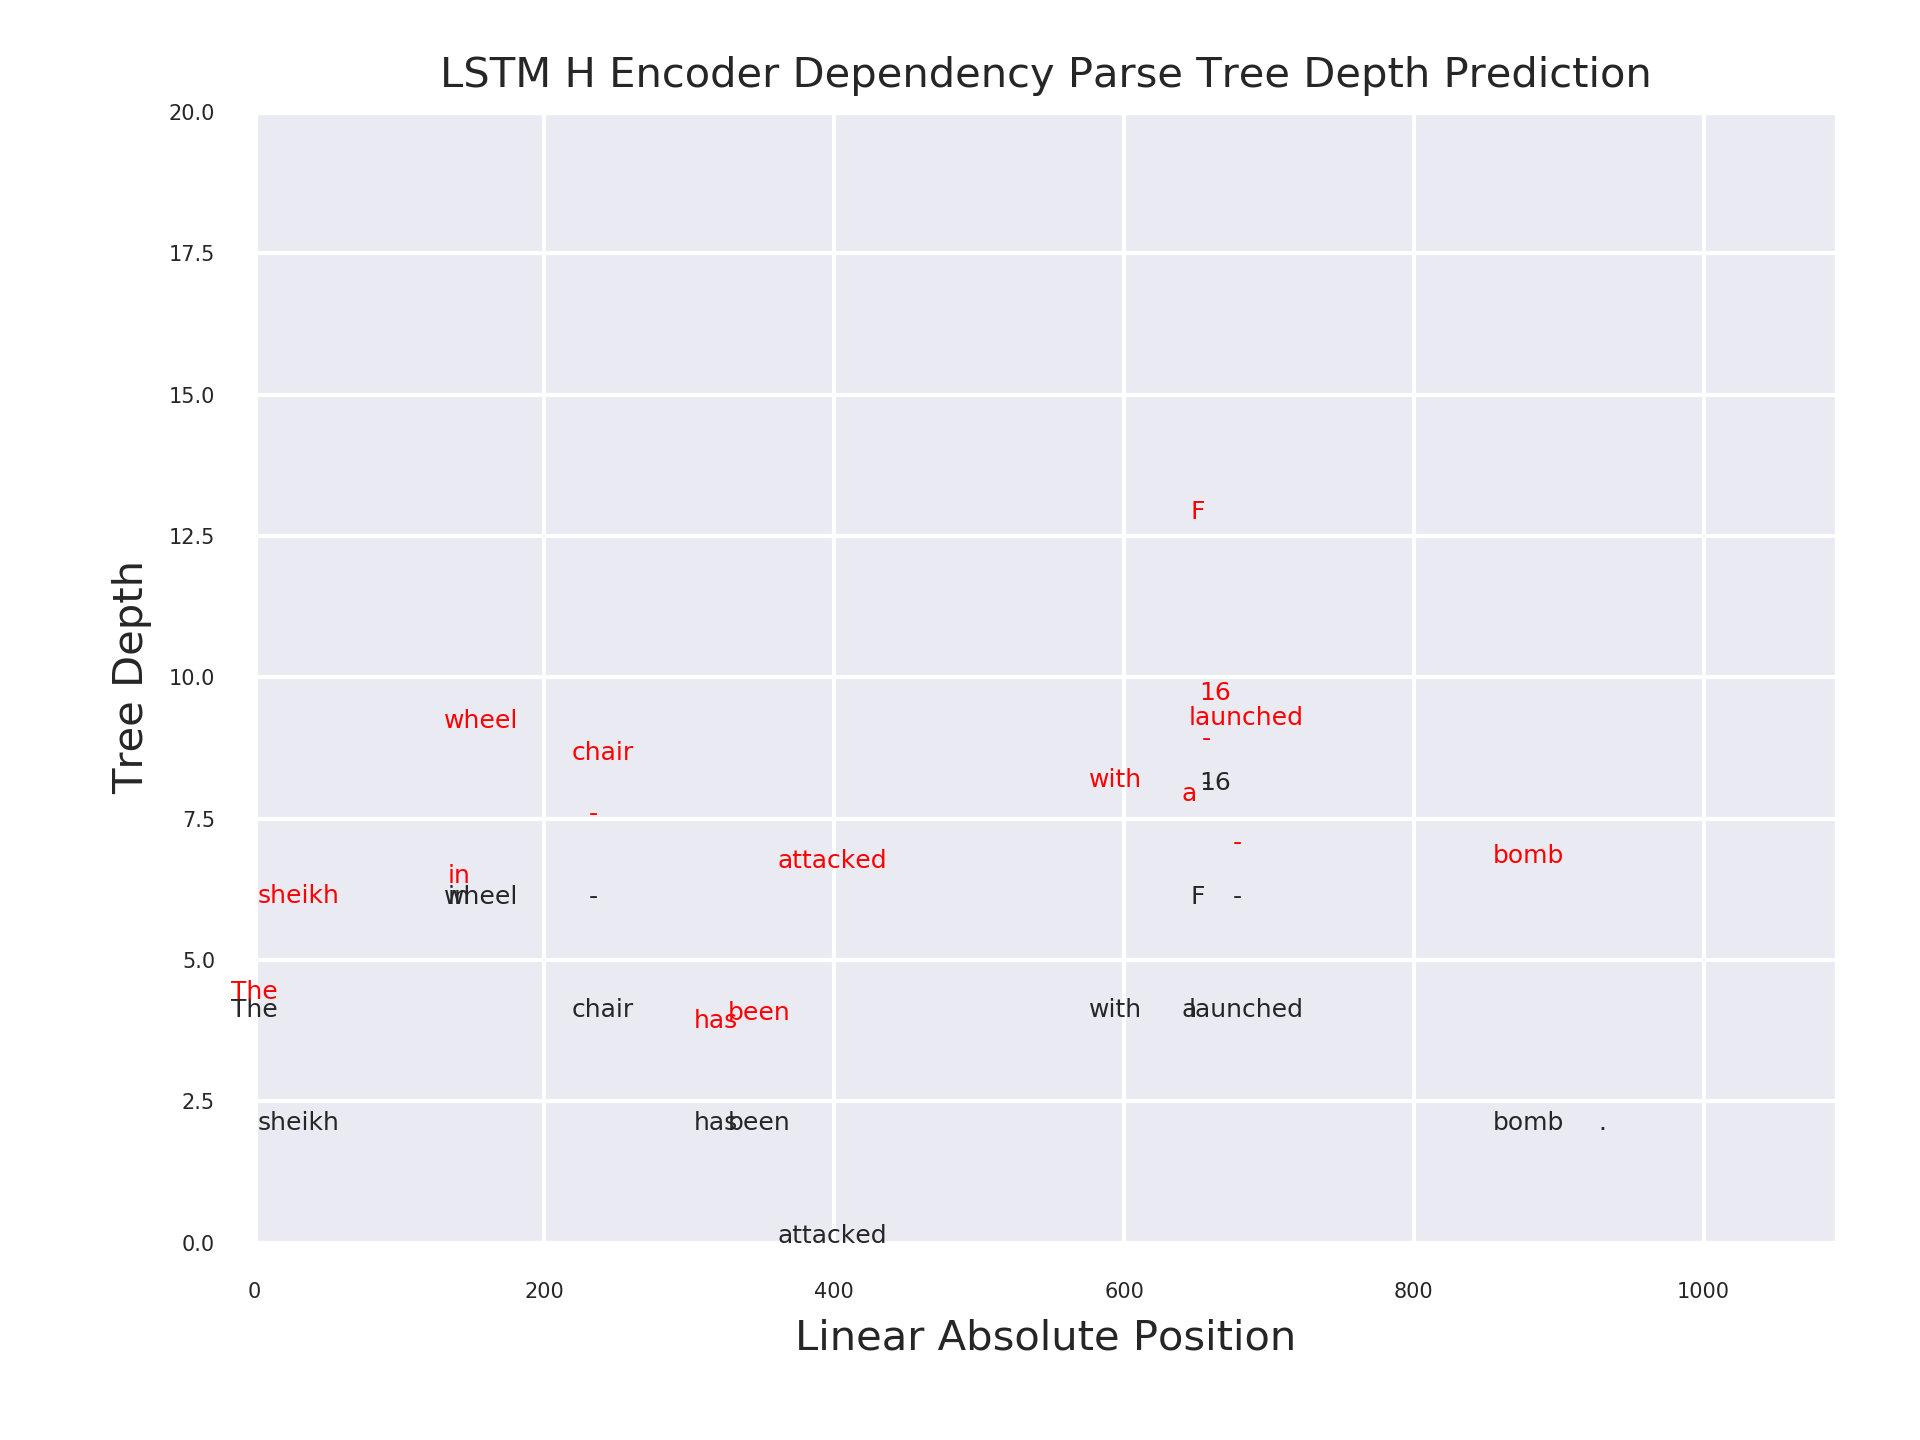 LSTM H Encoder Dependency Parse Tree Depth Prediction
20.0
17.5
15.0
12.5
10.0
7.5
5.0
2.5
0.0
Tree Depth
F
16
wheel
launched
-
chair
with
16
-
a
-
-
attacked
bomb
in
sheikh
in
wheel
-
F
-
The
The
chair
has
been
with
a
launched
sheikh
has
been
bomb
.
attacked
0
200
400
600
800
1000
Linear Absolute Position